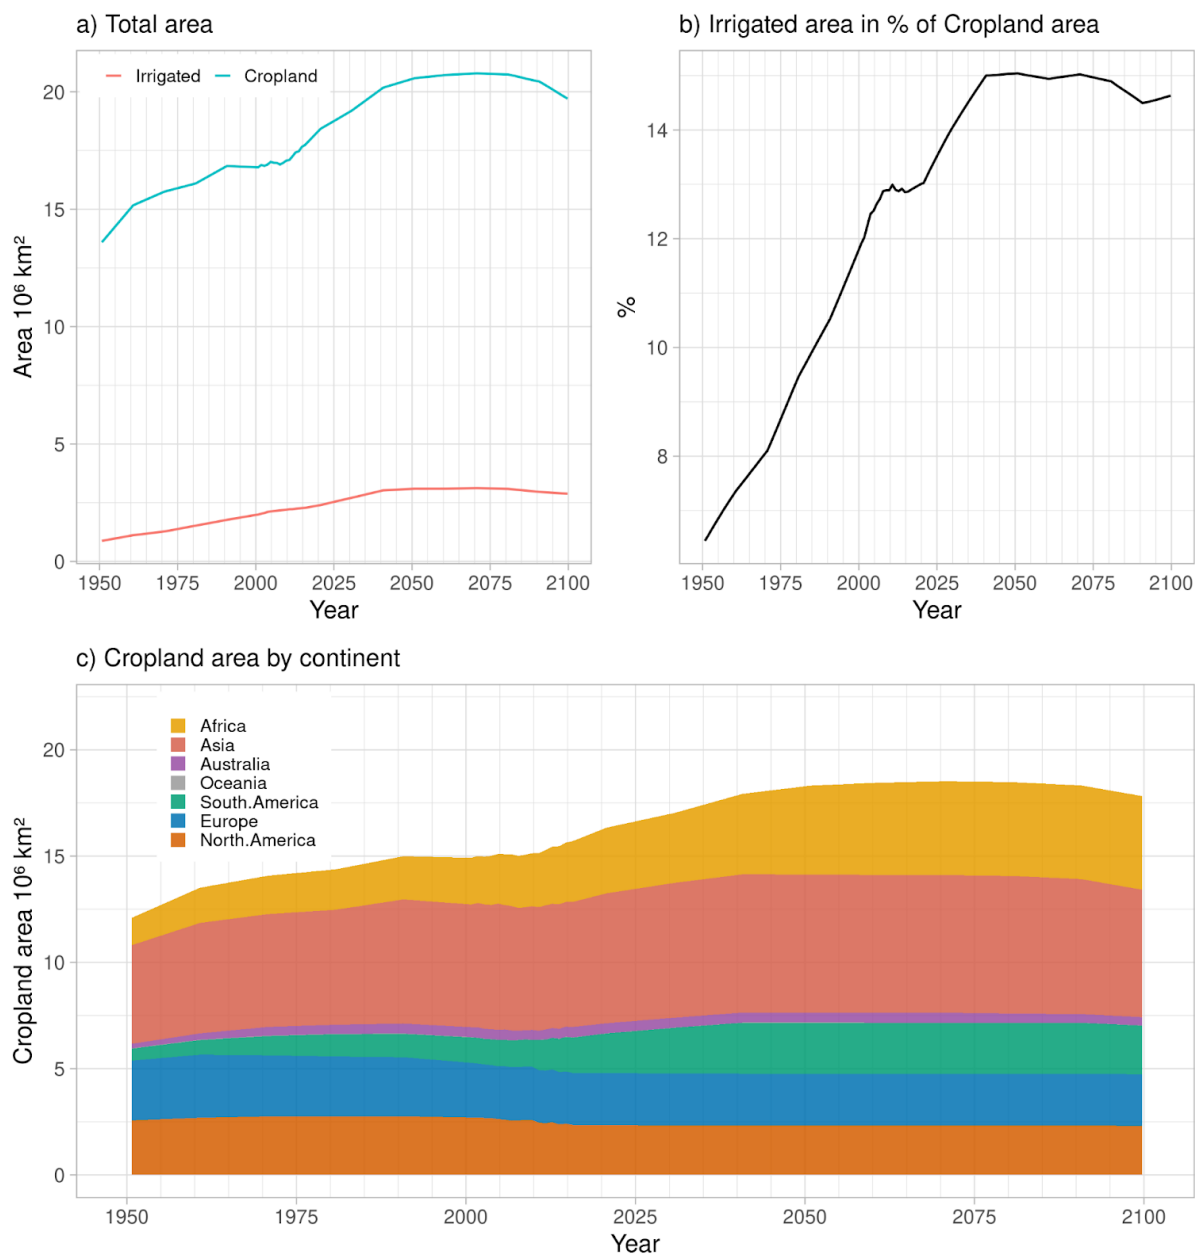 a) Total area
Irrigated
Cropland
20
15
10
5
0
Area 10⁶ km²
1950 1975 2000 2025 2050 2075 2100
Year
b) Irrigated area in % of Cropland area
14
12
10
8
%
1950 1975 2000 2025 2050 2075 2100
Year
c) Cropland area by continent
Africa
Asia
Australia
Oceania
South.America
Europe
North.America
20
15
10
5
0
Cropland area 10⁶ km²
1950 1975 2000 2025 2050 2075 2100
Year